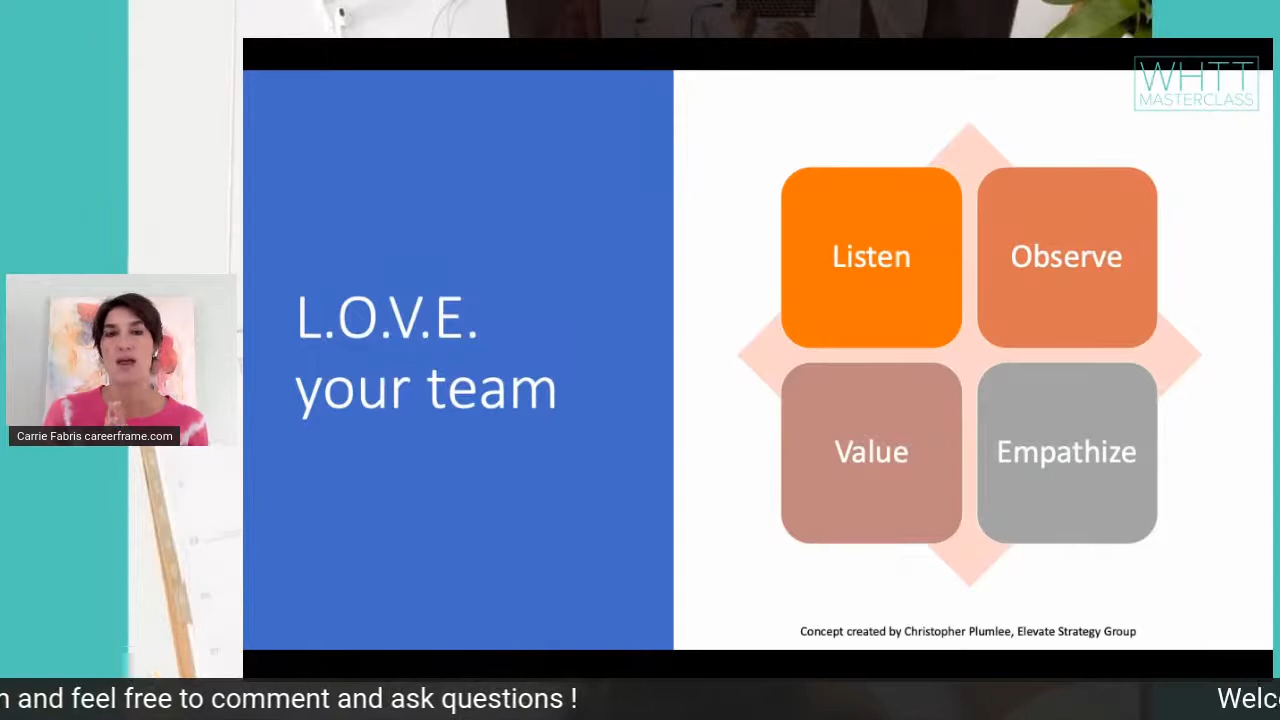 WHTT
MASTERCLASS
L.O.V.E.
your team
Listen
Observe
Value
Empathize
Concept created by Christopher Plumlee, Elevate Strategy Group
Carrie Fabris careerframe.com
and feel free to comment and ask questions !